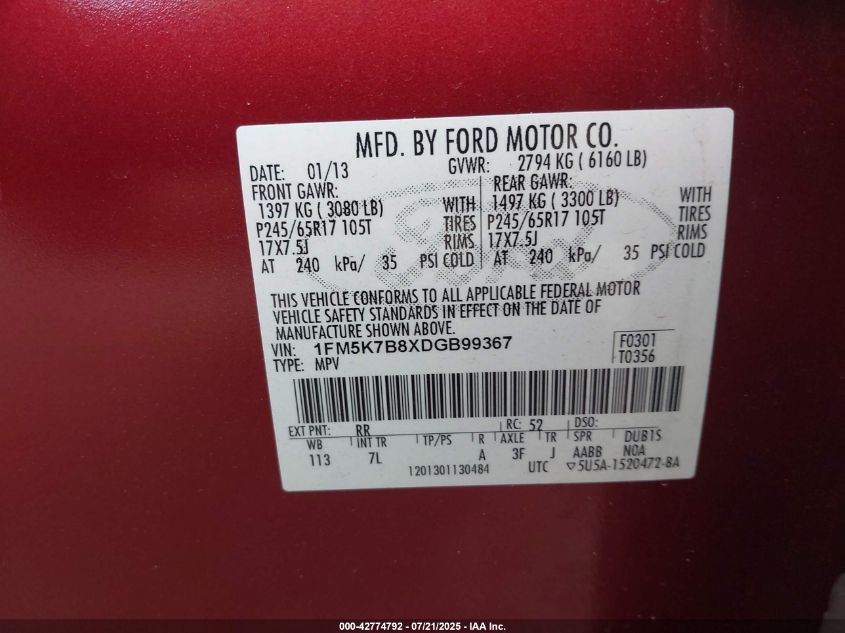 MFD. BY FORD MOTOR CO.
DATE: 01/13 GVWR: 2794 KG ( 6160 LB)
FRONT GAWR: REAR GAWR:
1397 KG ( 3080 LB) WITH 1497 KG ( 3300 LB) WITH
P245/65R17 105T TIRES P245/65R17 105T TIRES
17X7.5J RIMS 17X7.5J RIMS
AT 240 kPa/ 35 PSI COLD AT 240 kPa/ 35 PSI COLD
Ford
THIS VEHICLE CONFORMS TO ALL APPLICABLE FEDERAL MOTOR
VEHICLE SAFETY STANDARDS IN EFFECT ON THE DATE OF
MANUFACTURE SHOWN ABOVE.
VIN: 1FM5K7B8XDGB99367 F0301
TYPE: MPV T0356
EXT PNT: RR RC: 52 DSO:
WB INT TR TP/PS R AXLE TR SPR DUB1S
113 7L A 3F J AABB NOA
1201301130484 UTC ▽5U5A-1520472-BA
000-42774792 - 07/21/2025 - IAA Inc.